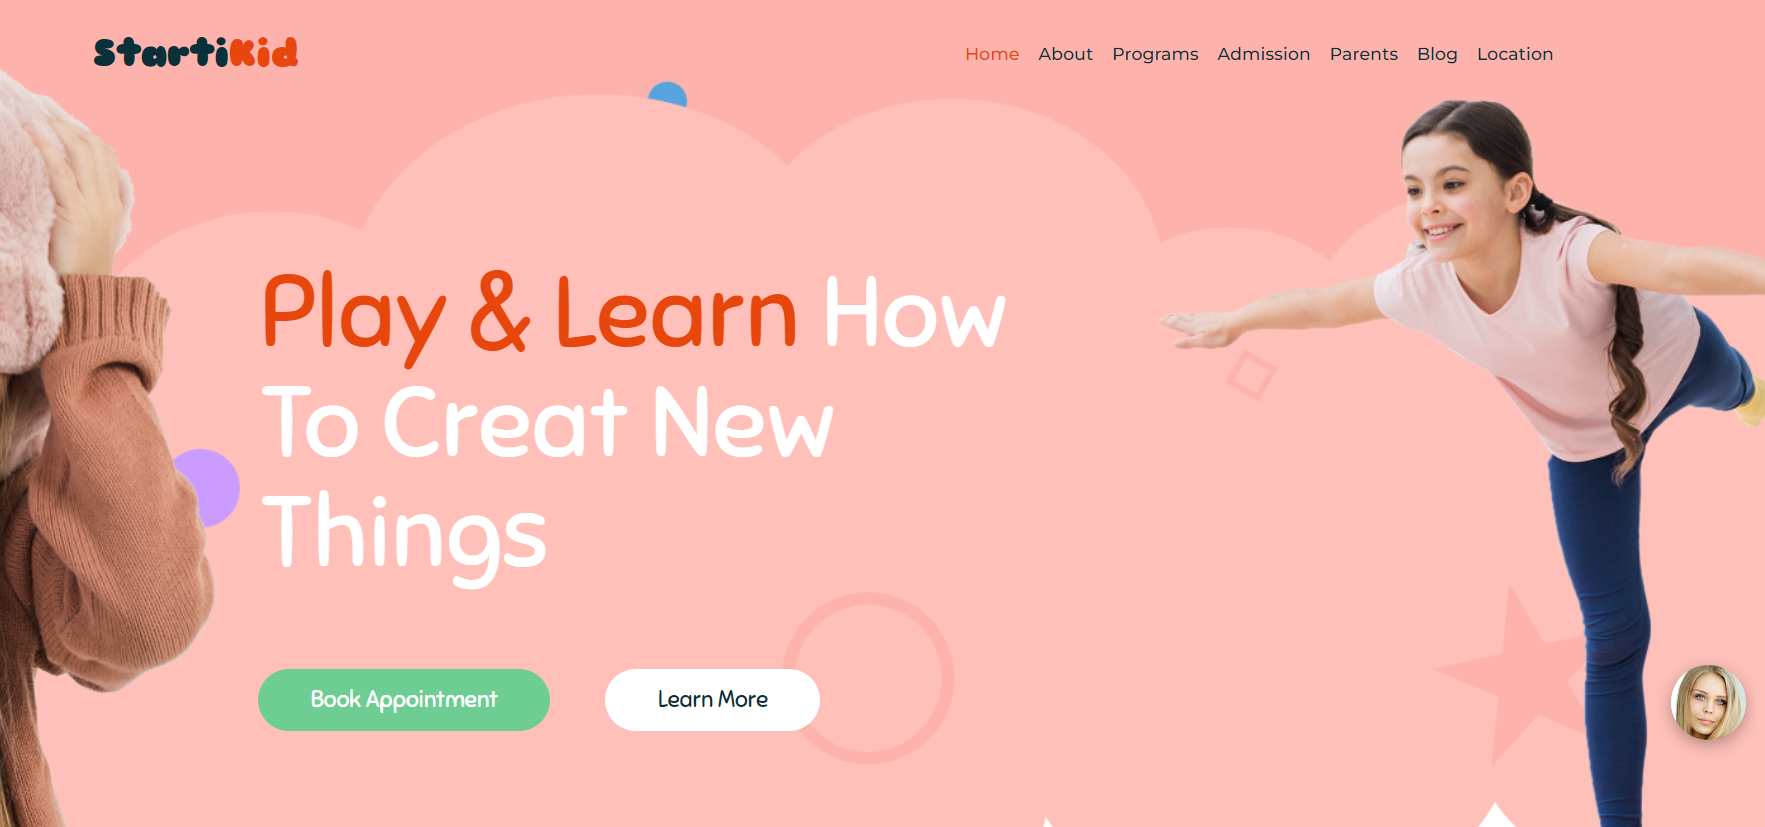 StartiKid
Home About Programs Admission Parents Blog Location
Play & Learn How
To Creat New
Things
Book Appointment Learn More